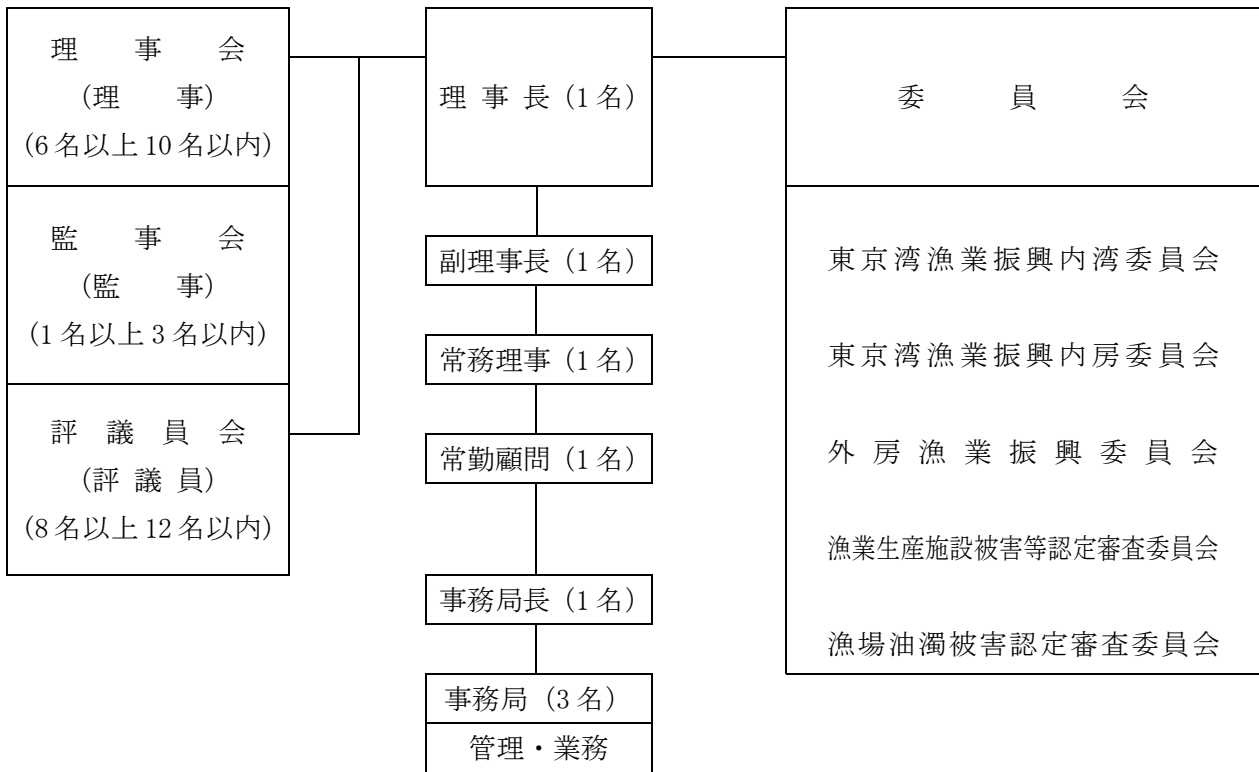 理事会
(理事)
(6名以上10名以内)
監事会
(監事)
(1名以上3名以内)
評議員会
(評議員)
(8名以上12名以内)
理事長(1名)
副理事長(1名)
常務理事(1名)
常勤顧問(1名)
事務局長(1名)
事務局(3名)
管理・業務
委員会
東京湾漁業振興内湾委員会
東京湾漁業振興内房委員会
外房漁業振興委員会
漁業生産施設被害等認定審査委員会
漁場油濁被害認定審査委員会